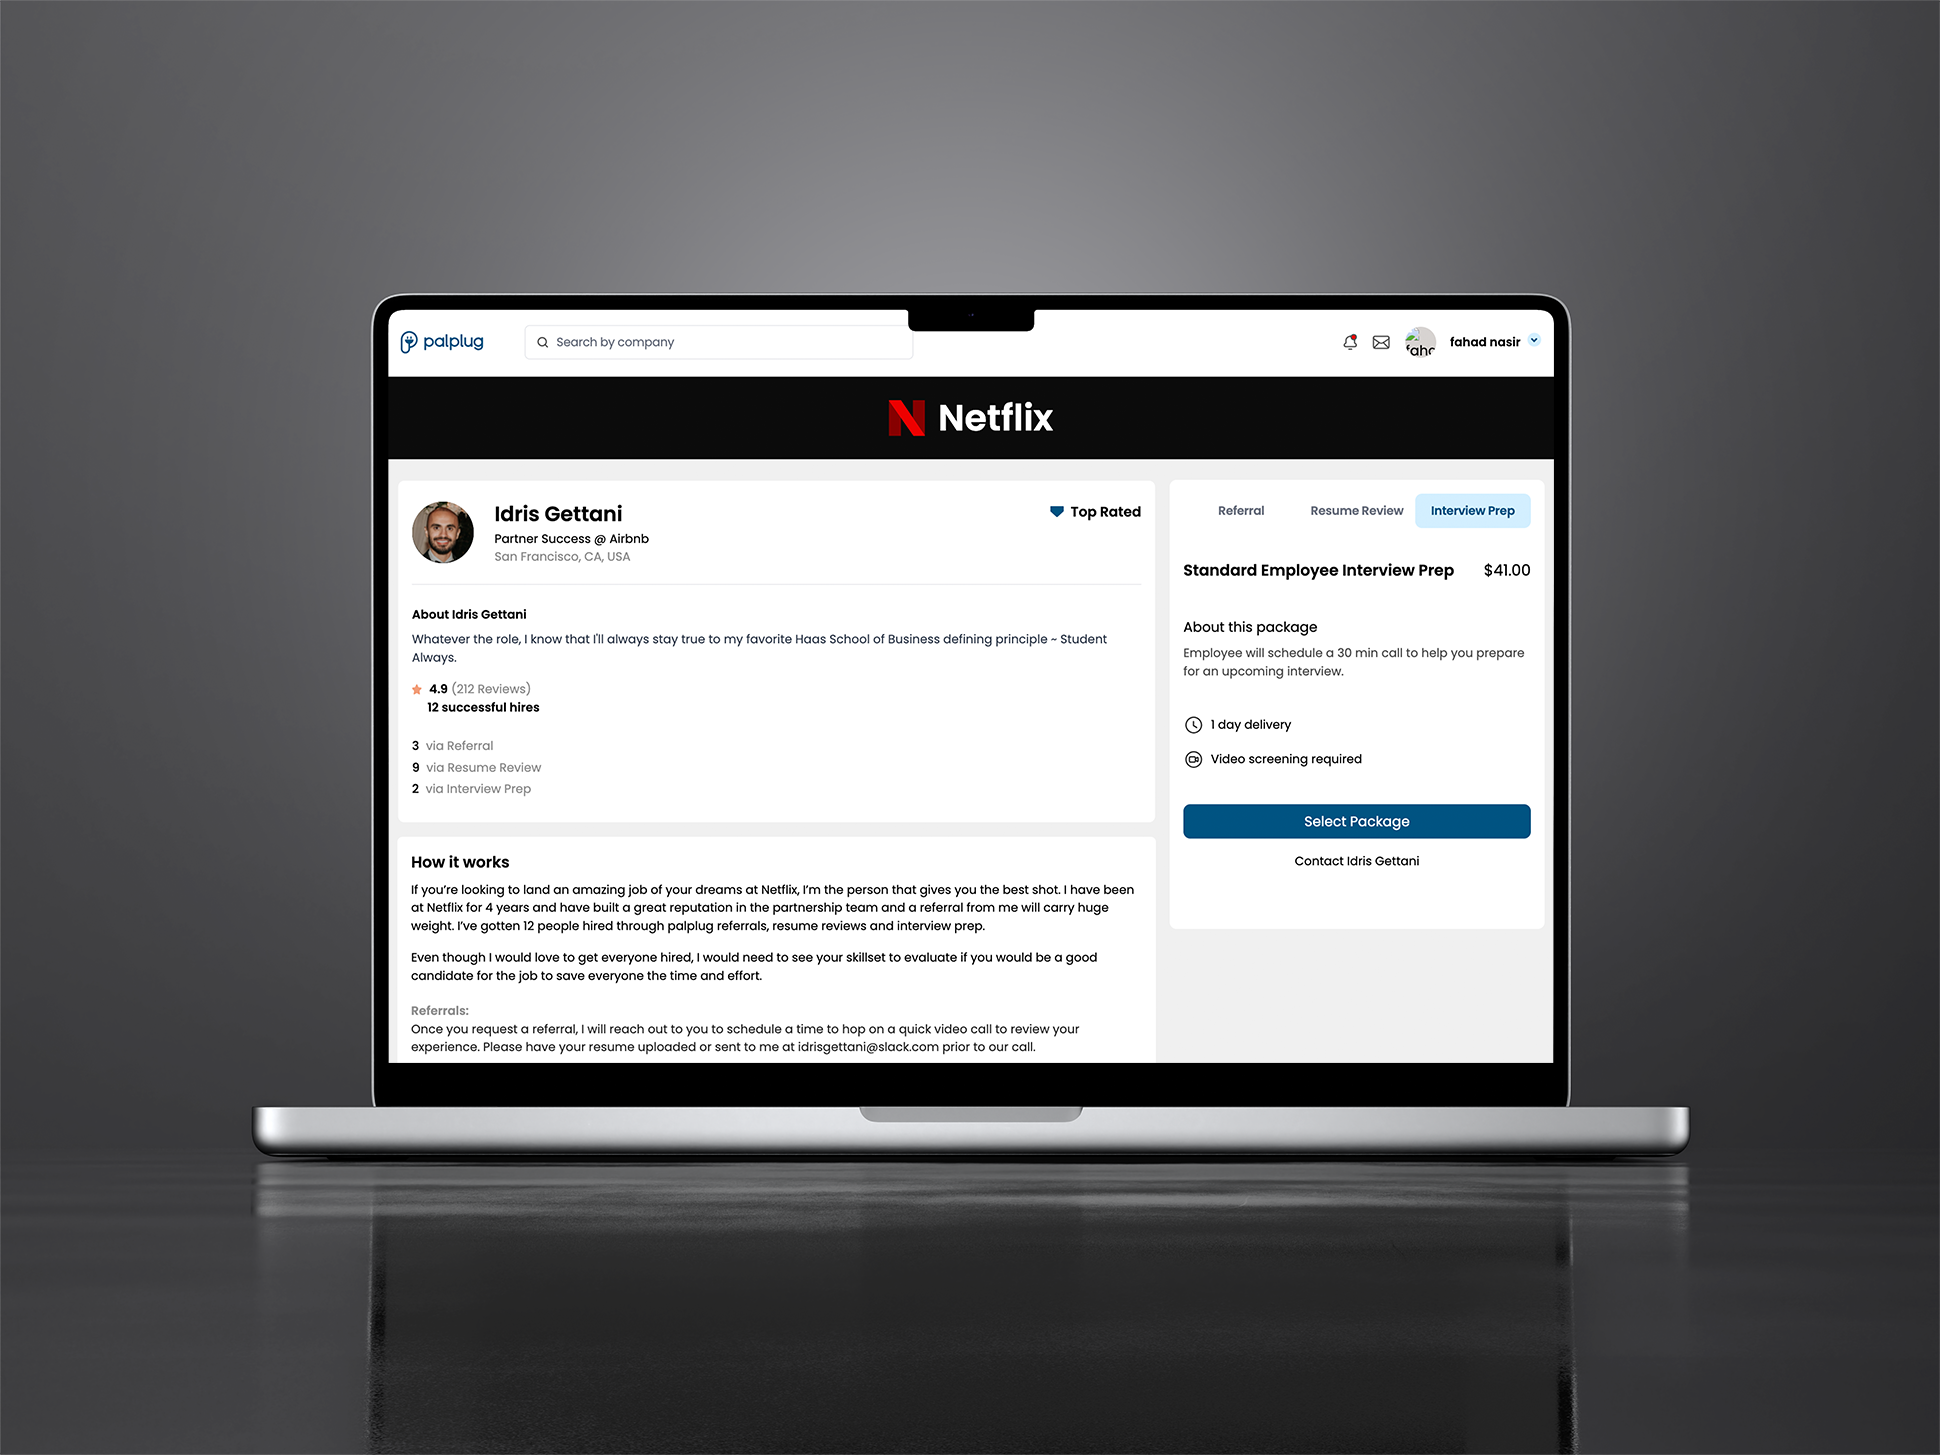 palplug
Search by company
fahad nasir
Netflix
Idris Gettani
Top Rated
Partner Success @ Airbnb
San Francisco, CA, USA
About Idris Gettani
Whatever the role, I know that I'll always stay true to my favorite Haas School of Business defining principle ~ Student
Always.
4.9 (212 Reviews)
12 successful hires
3 via Referral
9 via Resume Review
2 via Interview Prep
How it works
If you’re looking to land an amazing job of your dreams at Netflix, I’m the person that gives you the best shot. I have been
at Netflix for 4 years and have built a great reputation in the partnership team and a referral from me will carry huge
weight. I’ve gotten 12 people hired through palplug referrals, resume reviews and interview prep.
Even though I would love to get everyone hired, I would need to see your skillset to evaluate if you would be a good
candidate for the job to save everyone the time and effort.
Referrals:
Once you request a referral, I will reach out to you to schedule a time to hop on a quick video call to review your
experience. Please have your resume uploaded or sent to me at idrisgettani@slack.com prior to our call.
Referral
Resume Review
Interview Prep
Standard Employee Interview Prep $41.00
About this package
Employee will schedule a 30 min call to help you prepare
for an upcoming interview.
1 day delivery
Video screening required
Select Package
Contact Idris Gettani